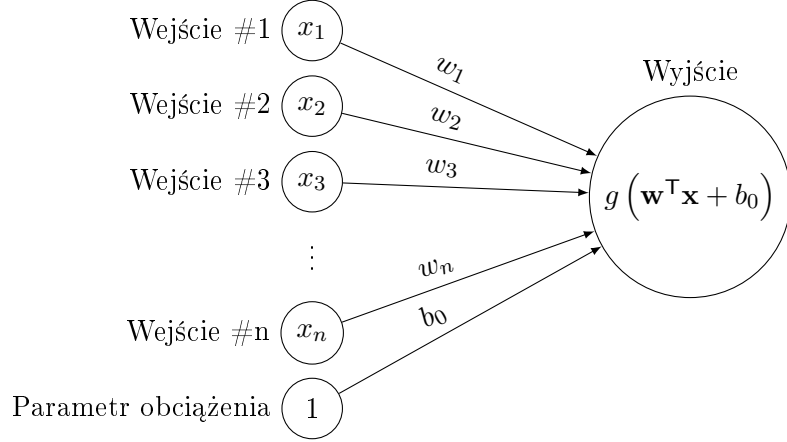 Wejście #1 x₁
w₁
Wyjście
Wejście #2 x₂
w₂
Wejście #3 x₃
w₃
g (𝐰ᵀ𝐱 + b₀)
⋮
wₙ
Wejście #n xₙ
b₀
Parametr obciążenia 1